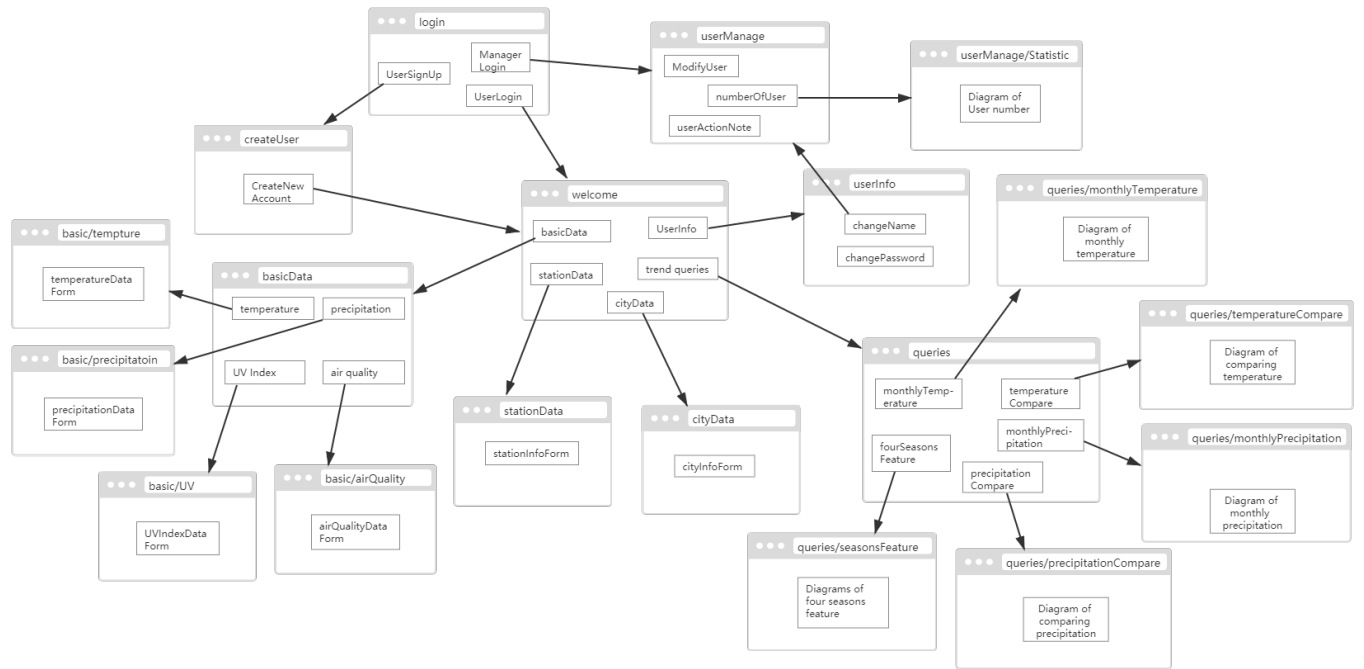 login
Manager
Login
UserSignUp
UserLogin
userManage
ModifyUser
numberOfUser
userActionNote
userManage/Statistic
Diagram of
User number
createUser
CreateNew
Account
welcome
basicData
UserInfo
stationData
trend queries
cityData
userInfo
changeName
changePassword
queries/monthlyTemperature
Diagram of
monthly
temperature
basic/tempture
temperatureData
Form
basicData
temperature
precipitation
UV Index
air quality
basic/precipitatoin
precipitationData
Form
basic/UV
UVIndexData
Form
basic/airQuality
airQualityData
Form
stationData
stationInfoForm
cityData
cityInfoForm
queries
monthlyTemp-
erature
temperature
Compare
monthlyPreci-
pitation
fourSeasons
Feature
precipitation
Compare
queries/temperatureCompare
Diagram of
comparing
temperature
queries/monthlyPrecipitation
Diagram of
monthly
precipitation
queries/seasonsFeature
Diagrams of
four seasons
feature
queries/precipitationCompare
Diagram of
comparing
precipitation